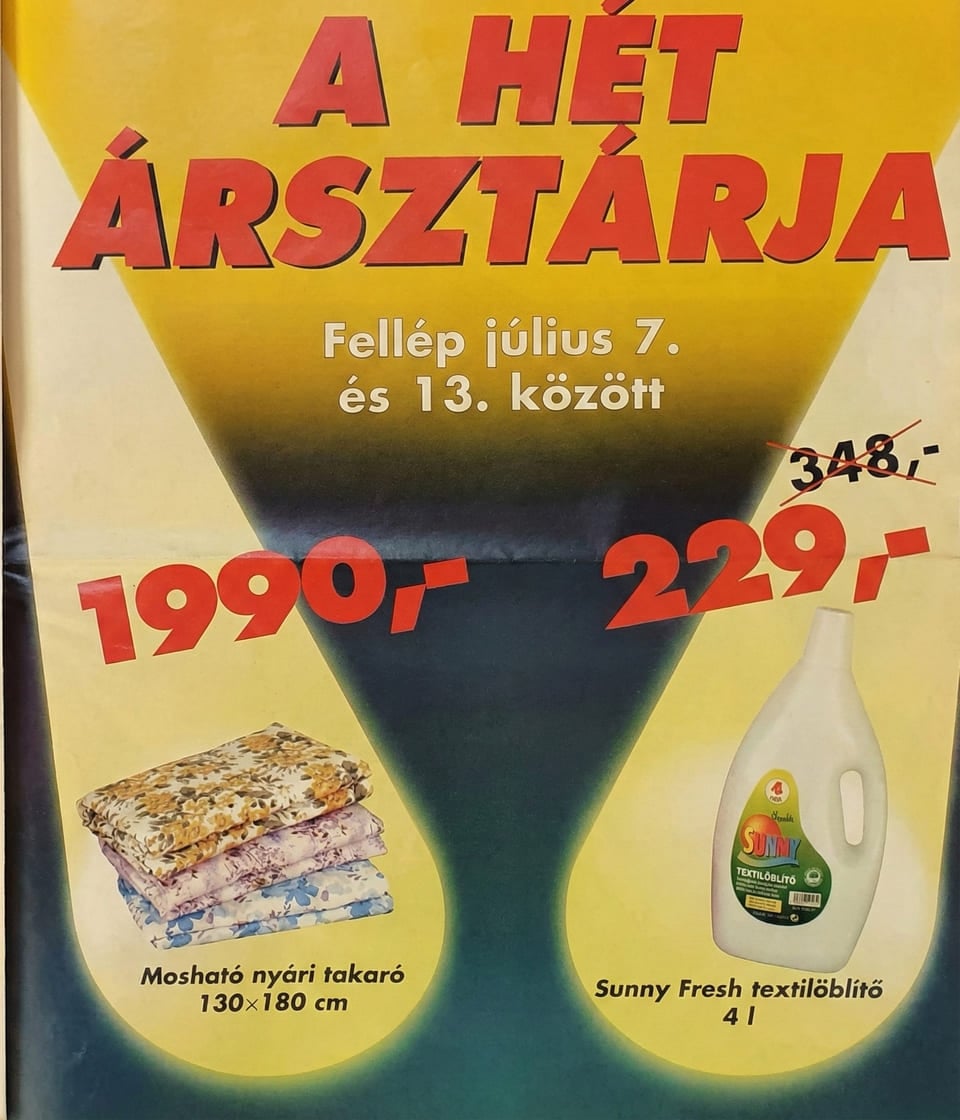 A HÉT
ÁRSZTÁRJA
Fellép július 7.
és 13. között
348,-
1990,-
229,-
SUNNY
TEXTILÖBLÍTŐ
Mosható nyári takaró
130×180 cm
Sunny Fresh textilöblítő
4 l